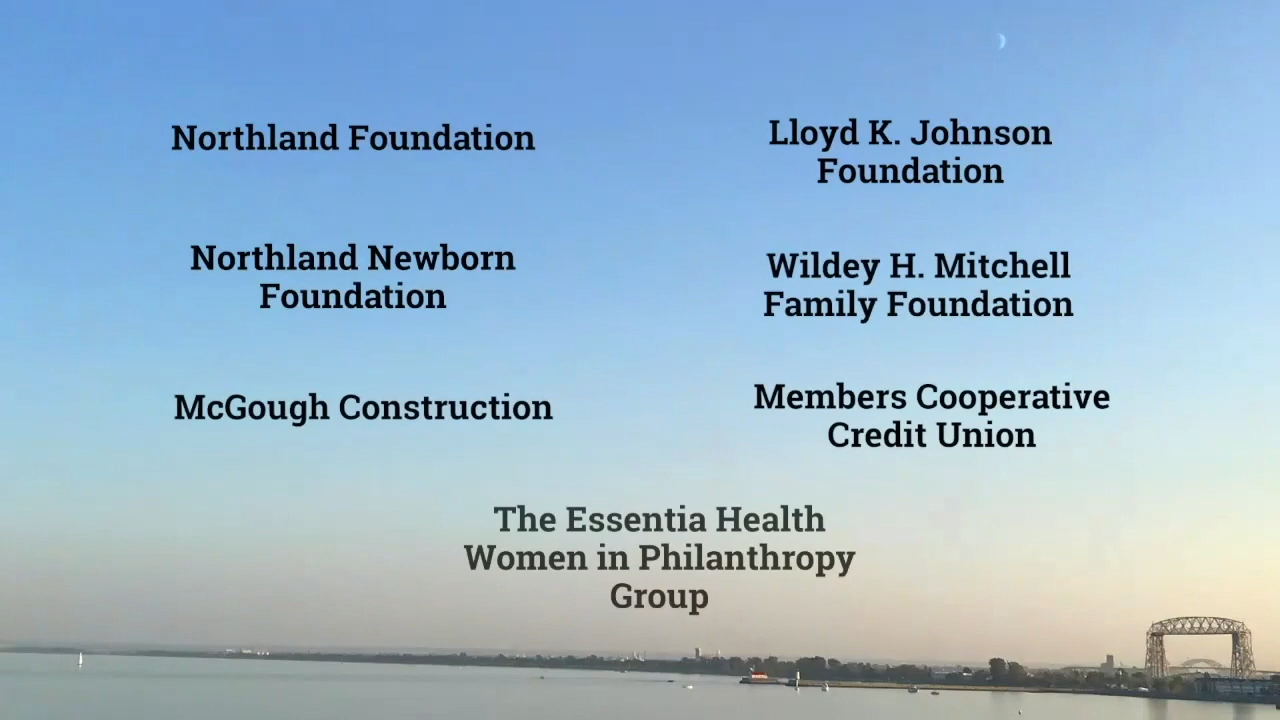 Northland Foundation
Lloyd K. Johnson
Foundation
Northland Newborn
Foundation
Wildey H. Mitchell
Family Foundation
McGough Construction
Members Cooperative
Credit Union
The Essentia Health
Women in Philanthropy
Group